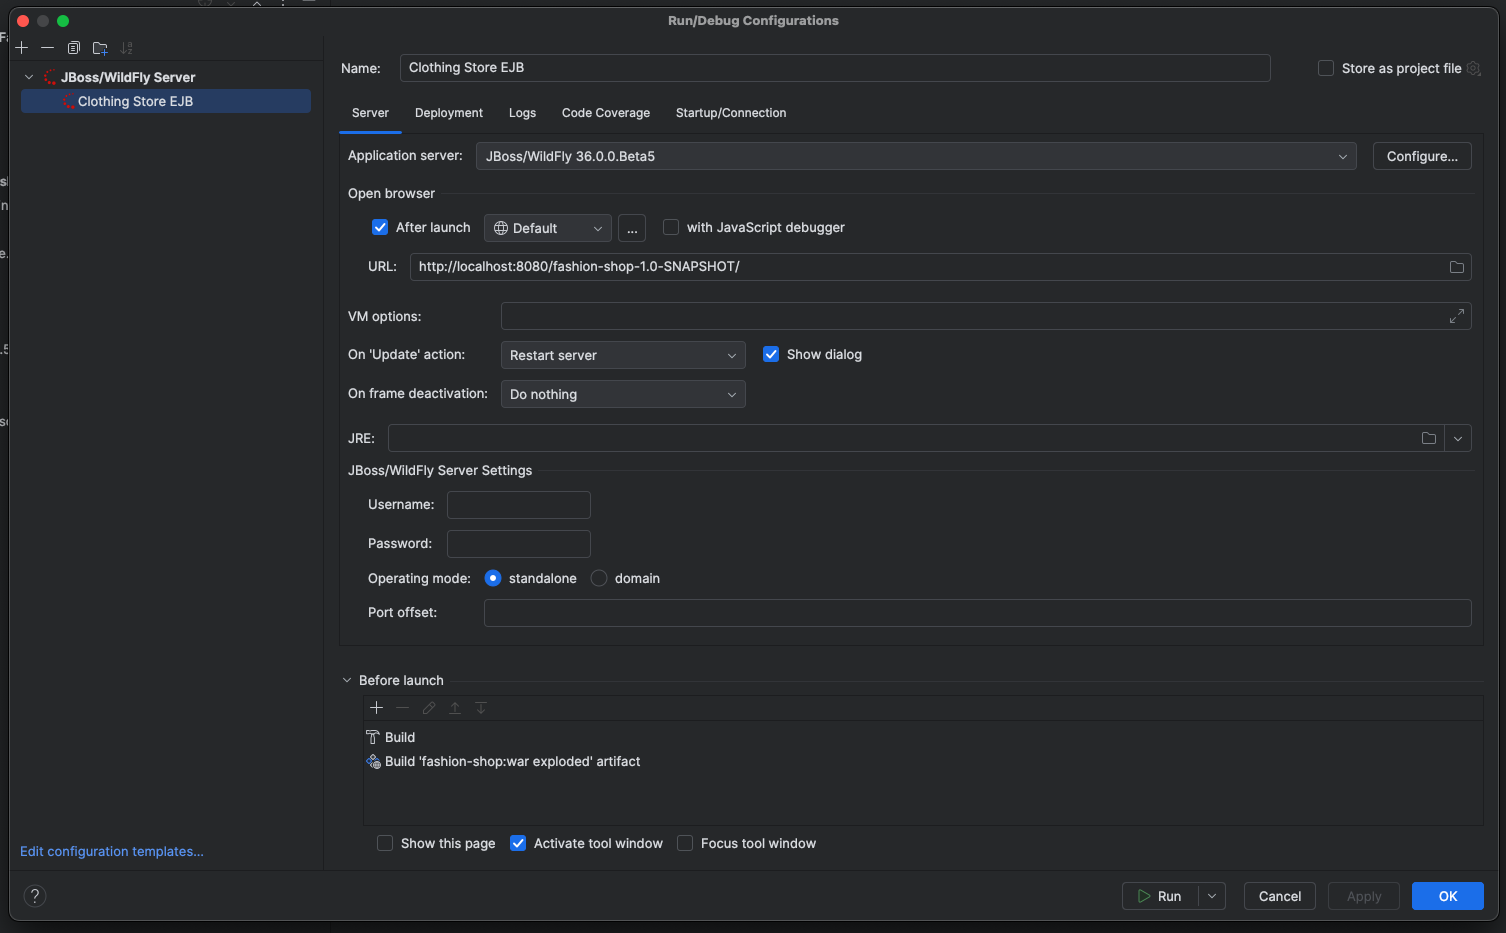 Run/Debug Configurations
JBoss/WildFly Server
Clothing Store EJB
Name: Clothing Store EJB
Store as project file
Server Deployment Logs Code Coverage Startup/Connection
Application server: JBoss/WildFly 36.0.0.Beta5 Configure...
Open browser
After launch Default ... with JavaScript debugger
URL: http://localhost:8080/fashion-shop-1.0-SNAPSHOT/
VM options:
On 'Update' action: Restart server Show dialog
On frame deactivation: Do nothing
JRE:
JBoss/WildFly Server Settings
Username:
Password:
Operating mode: standalone domain
Port offset:
Before launch
Build
Build 'fashion-shop:war exploded' artifact
Show this page Activate tool window Focus tool window
Edit configuration templates...
? Run Cancel Apply OK